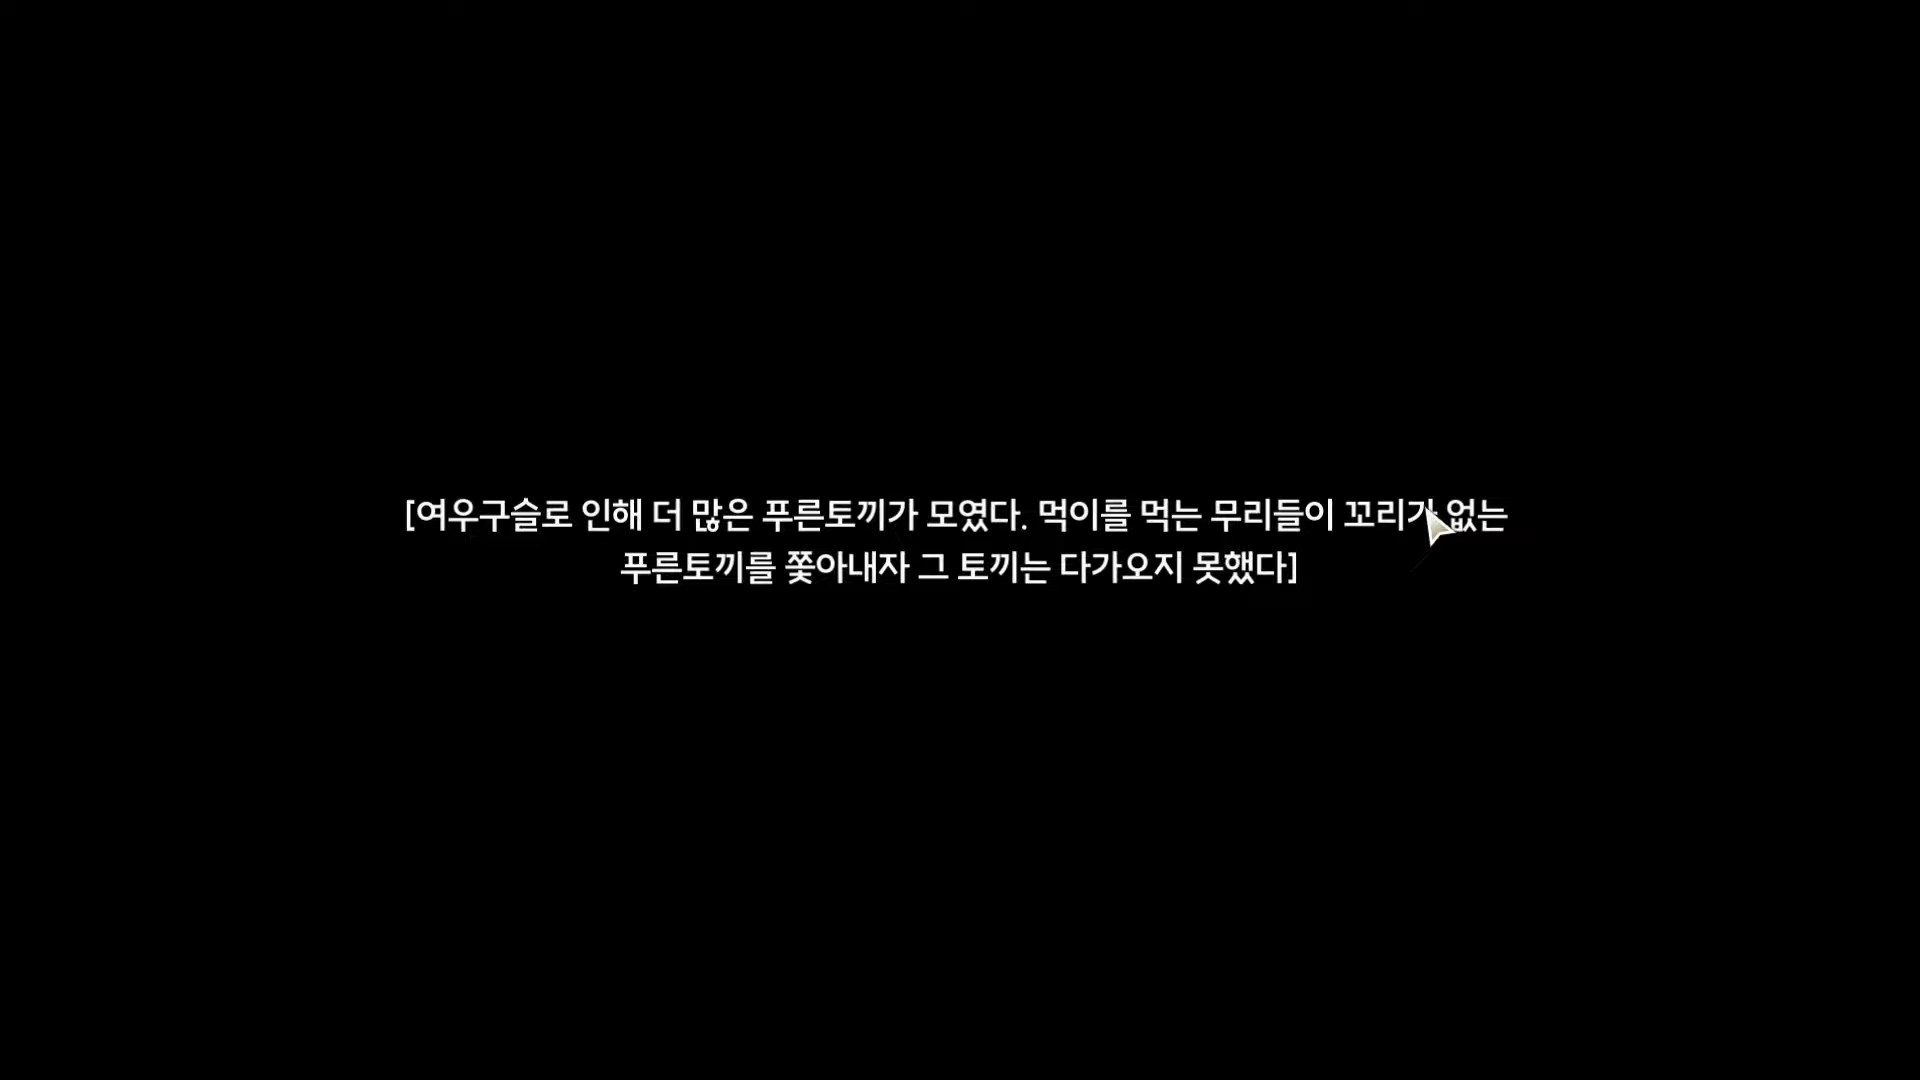 [여우구슬로 인해 더 많은 푸른토끼가 모였다. 먹이를 먹는 무리들이 꼬리가 없는
푸른토끼를 쫓아내자 그 토끼는 다가오지 못했다]